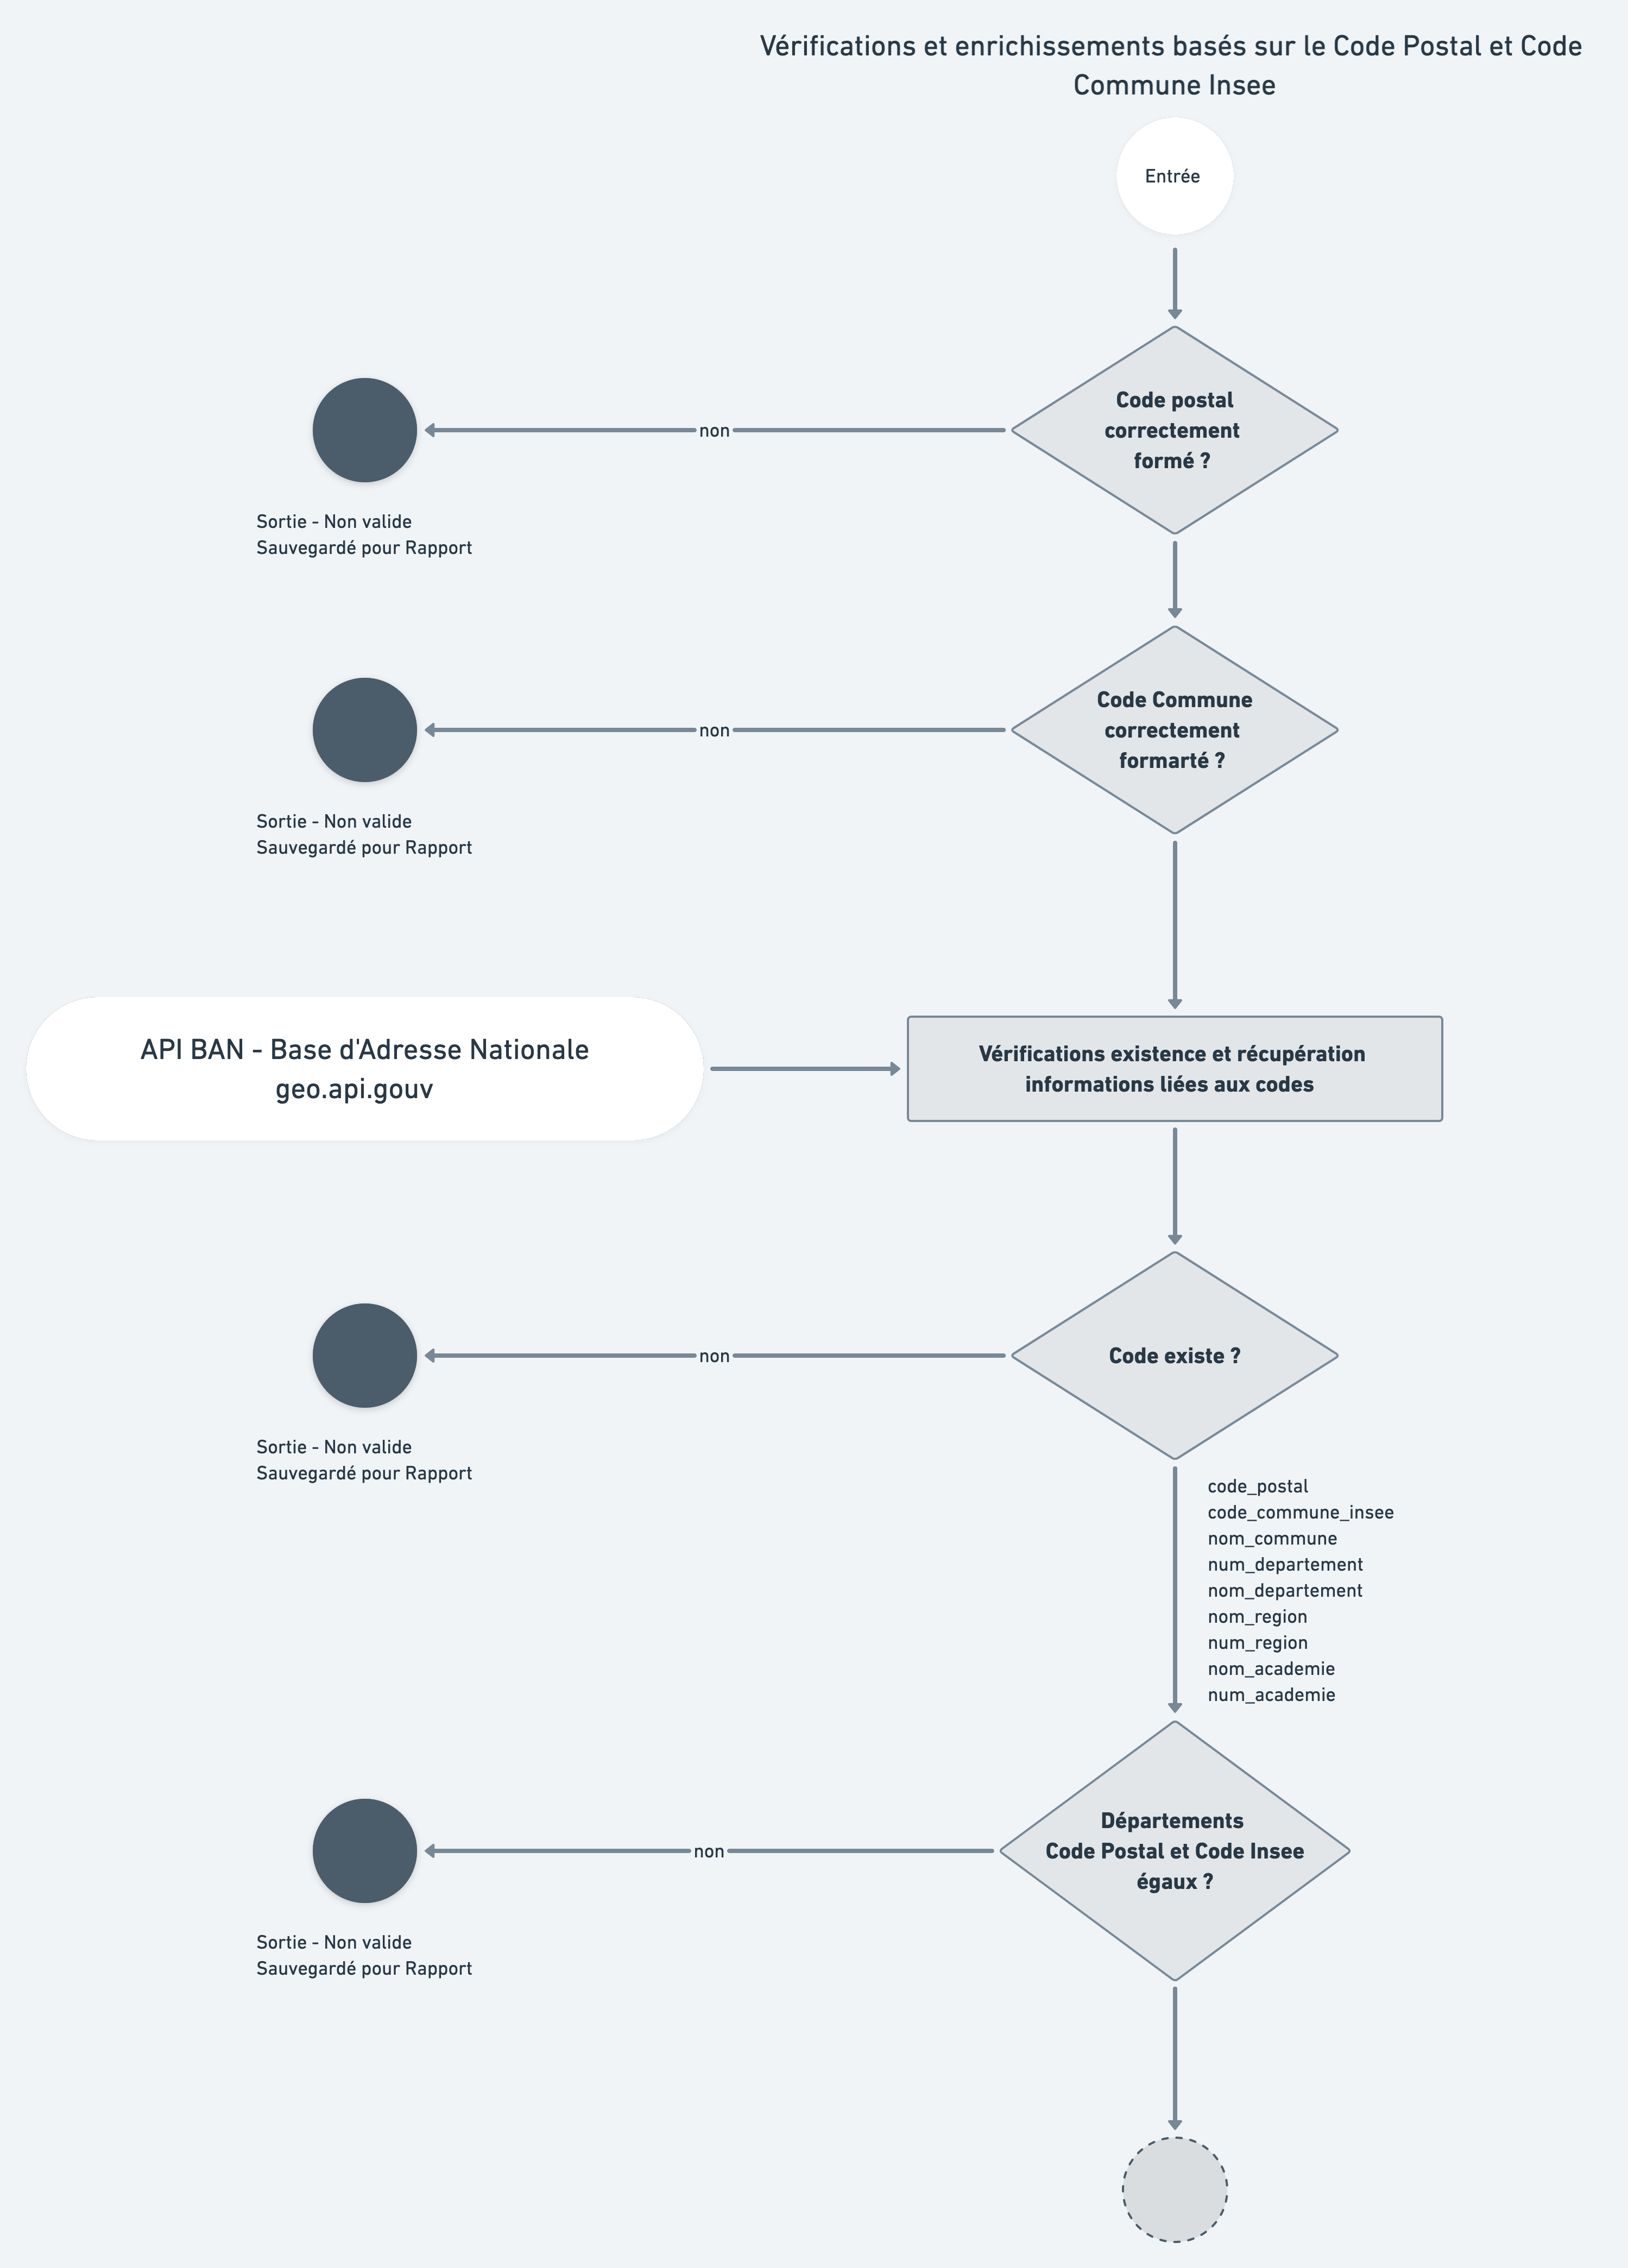 Vérifications et enrichissements basés sur le Code Postal et Code
Commune Insee
Entrée
Code postal
correctement
formé ?
non
Sortie - Non valide
Sauvegardé pour Rapport
Code Commune
correctement
formarté ?
non
Sortie - Non valide
Sauvegardé pour Rapport
API BAN - Base d'Adresse Nationale
geo.api.gouv
Vérifications existence et récupération
informations liées aux codes
Code existe ?
non
Sortie - Non valide
Sauvegardé pour Rapport
code_postal
code_commune_insee
nom_commune
num_departement
nom_departement
nom_region
num_region
nom_academie
num_academie
Départements
Code Postal et Code Insee
égaux ?
non
Sortie - Non valide
Sauvegardé pour Rapport